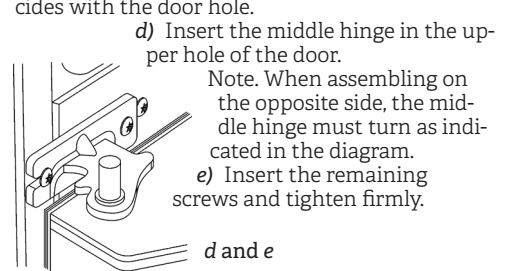 cides with the door hole.
d) Insert the middle hinge in the up-
per hole of the door.
Note. When assembling on
the opposite side, the mid-
dle hinge must turn as indi-
cated in the diagram.
e) Insert the remaining
screws and tighten firmly.
d and e